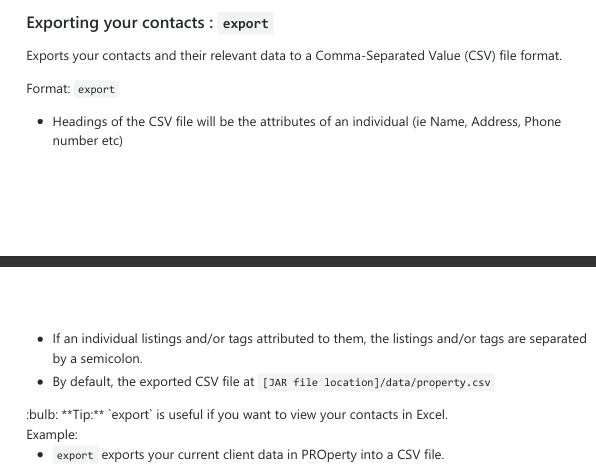 Exporting your contacts : export
Exports your contacts and their relevant data to a Comma-Separated Value (CSV) file format.
Format: export
• Headings of the CSV file will be the attributes of an individual (ie Name, Address, Phone
number etc)
• If an individual listings and/or tags attributed to them, the listings and/or tags are separated
by a semicolon.
• By default, the exported CSV file at [JAR file location]/data/property.csv
:bulb: **Tip:** `export` is useful if you want to view your contacts in Excel.
Example:
• export exports your current client data in PROperty into a CSV file.